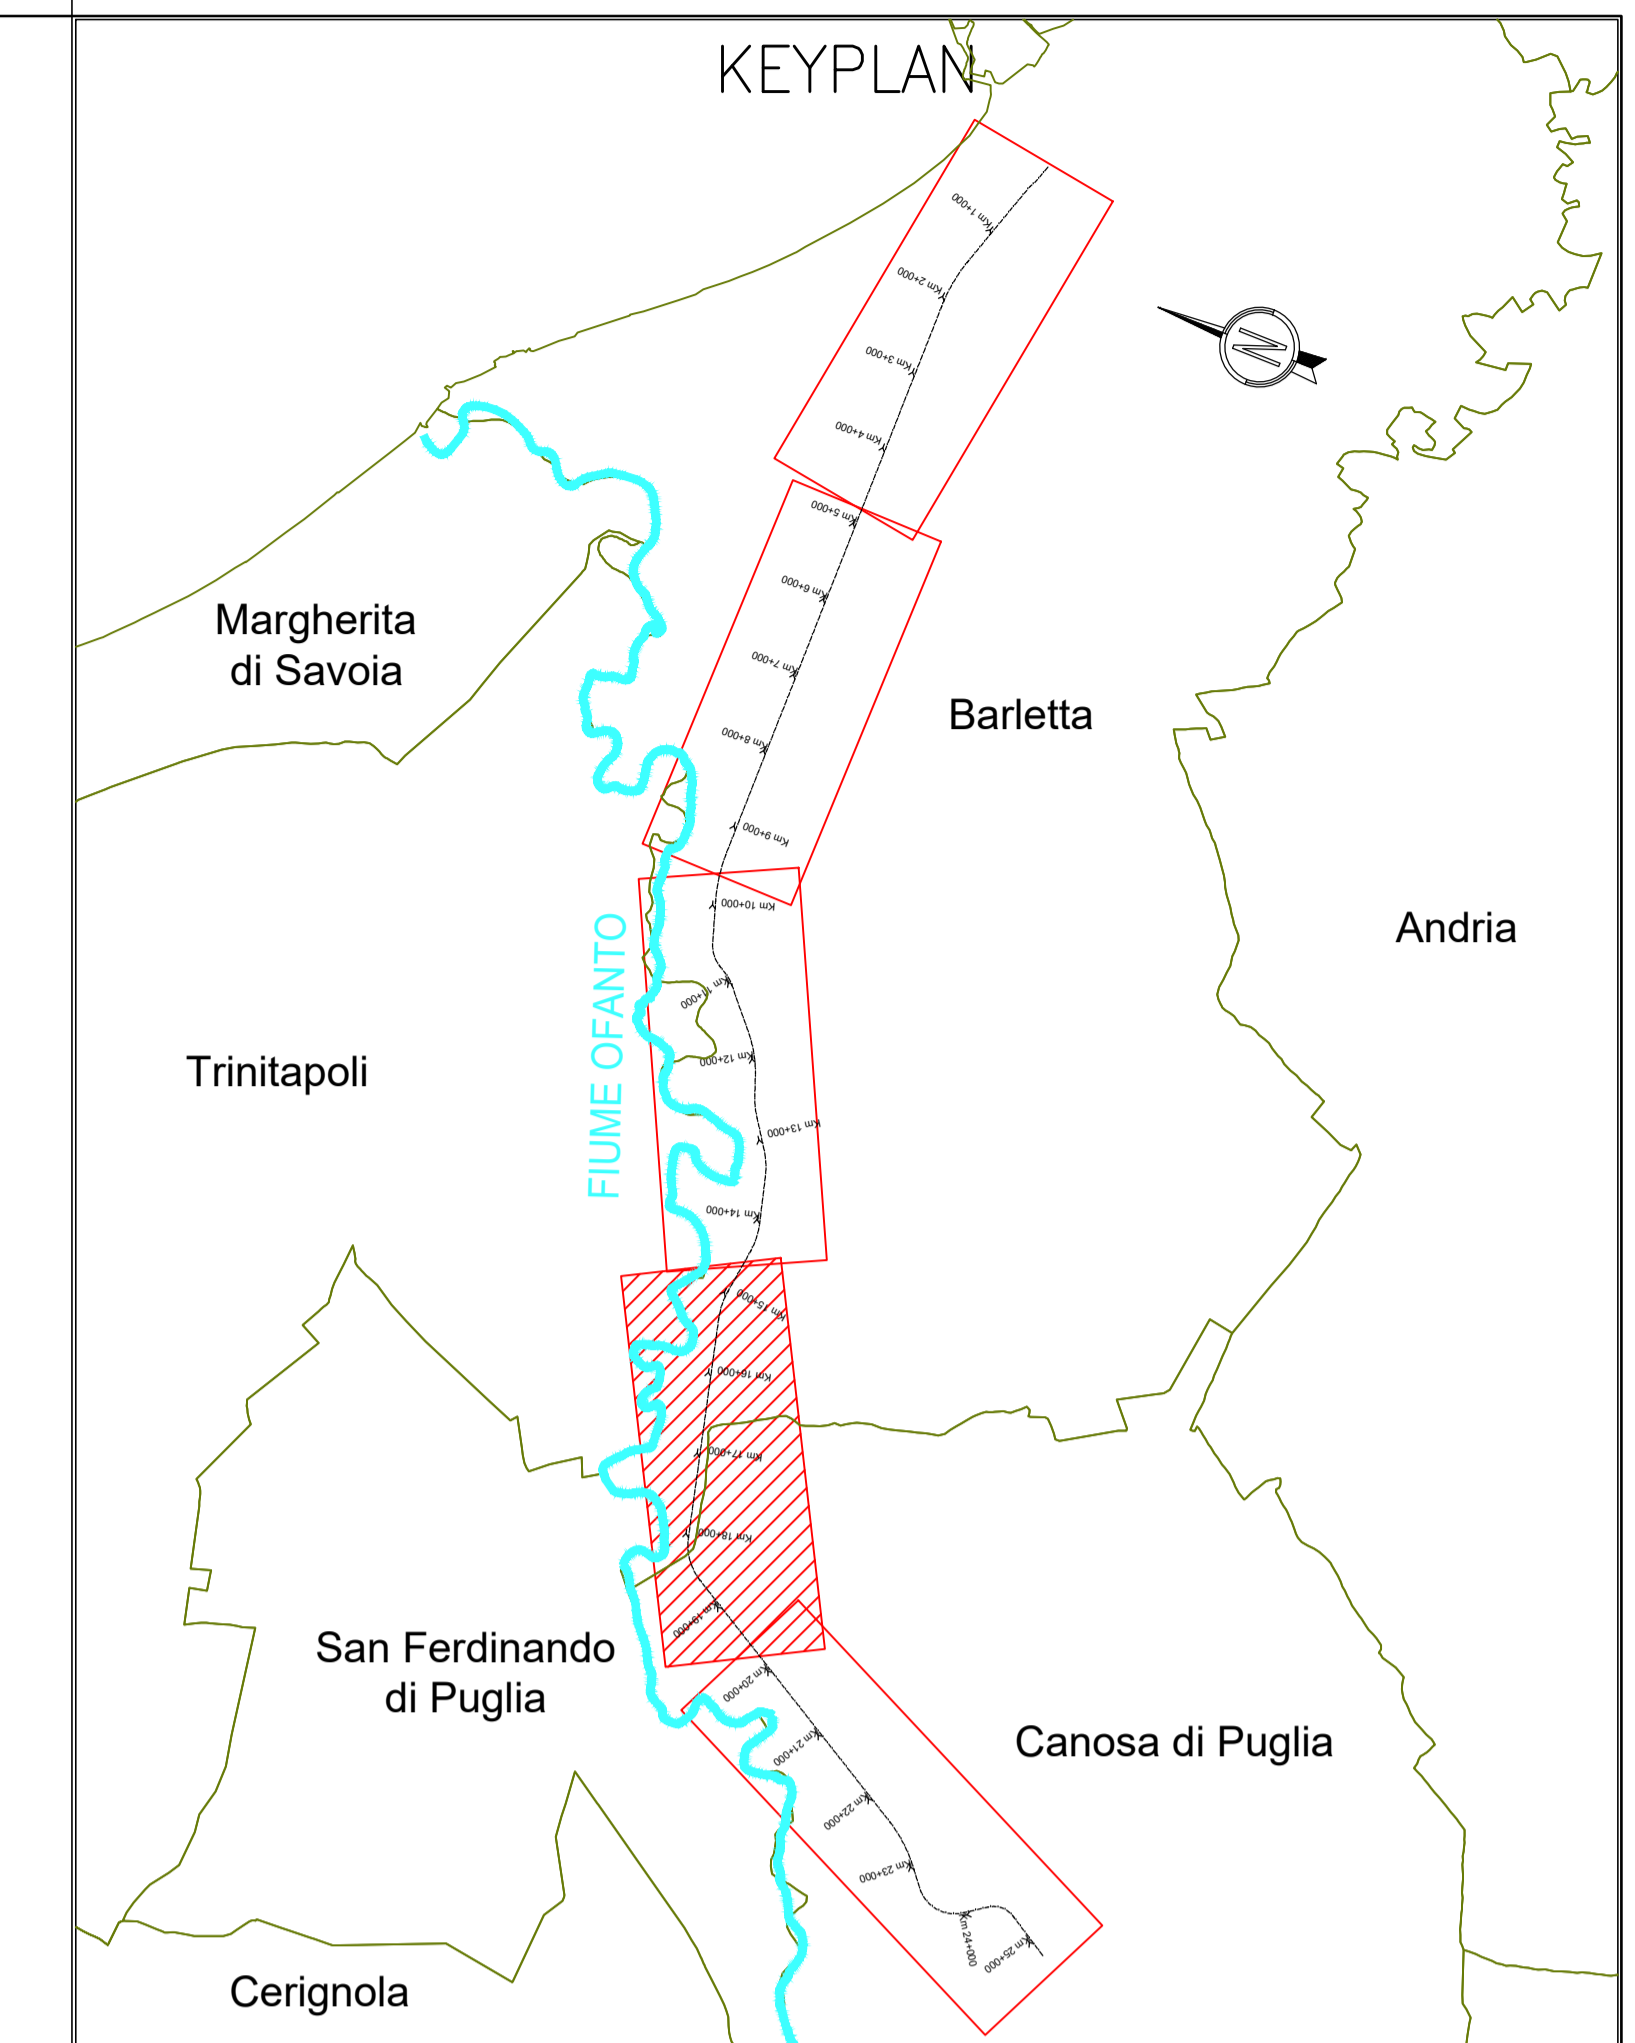 KEYPLAN
Km 1+000
Km 2+000
N
Km 3+000
Km 4+000
Km 5+000
Km 6+000
Margherita
di Savoia
Km 7+000
Barletta
Km 8+000
Km 9+000
Km 10+000
Andria
FIUME OFANTO
Km 11+000
Km 12+000
Trinitapoli
Km 13+000
Km 14+000
Km 15+000
Km 16+000
Km 17+000
Km 18+000
Km 19+000
San Ferdinando
di Puglia
Km 20+000
Km 21+000
Canosa di Puglia
Km 22+000
Km 23+000
Km 24+000
Km 25+000
Cerignola